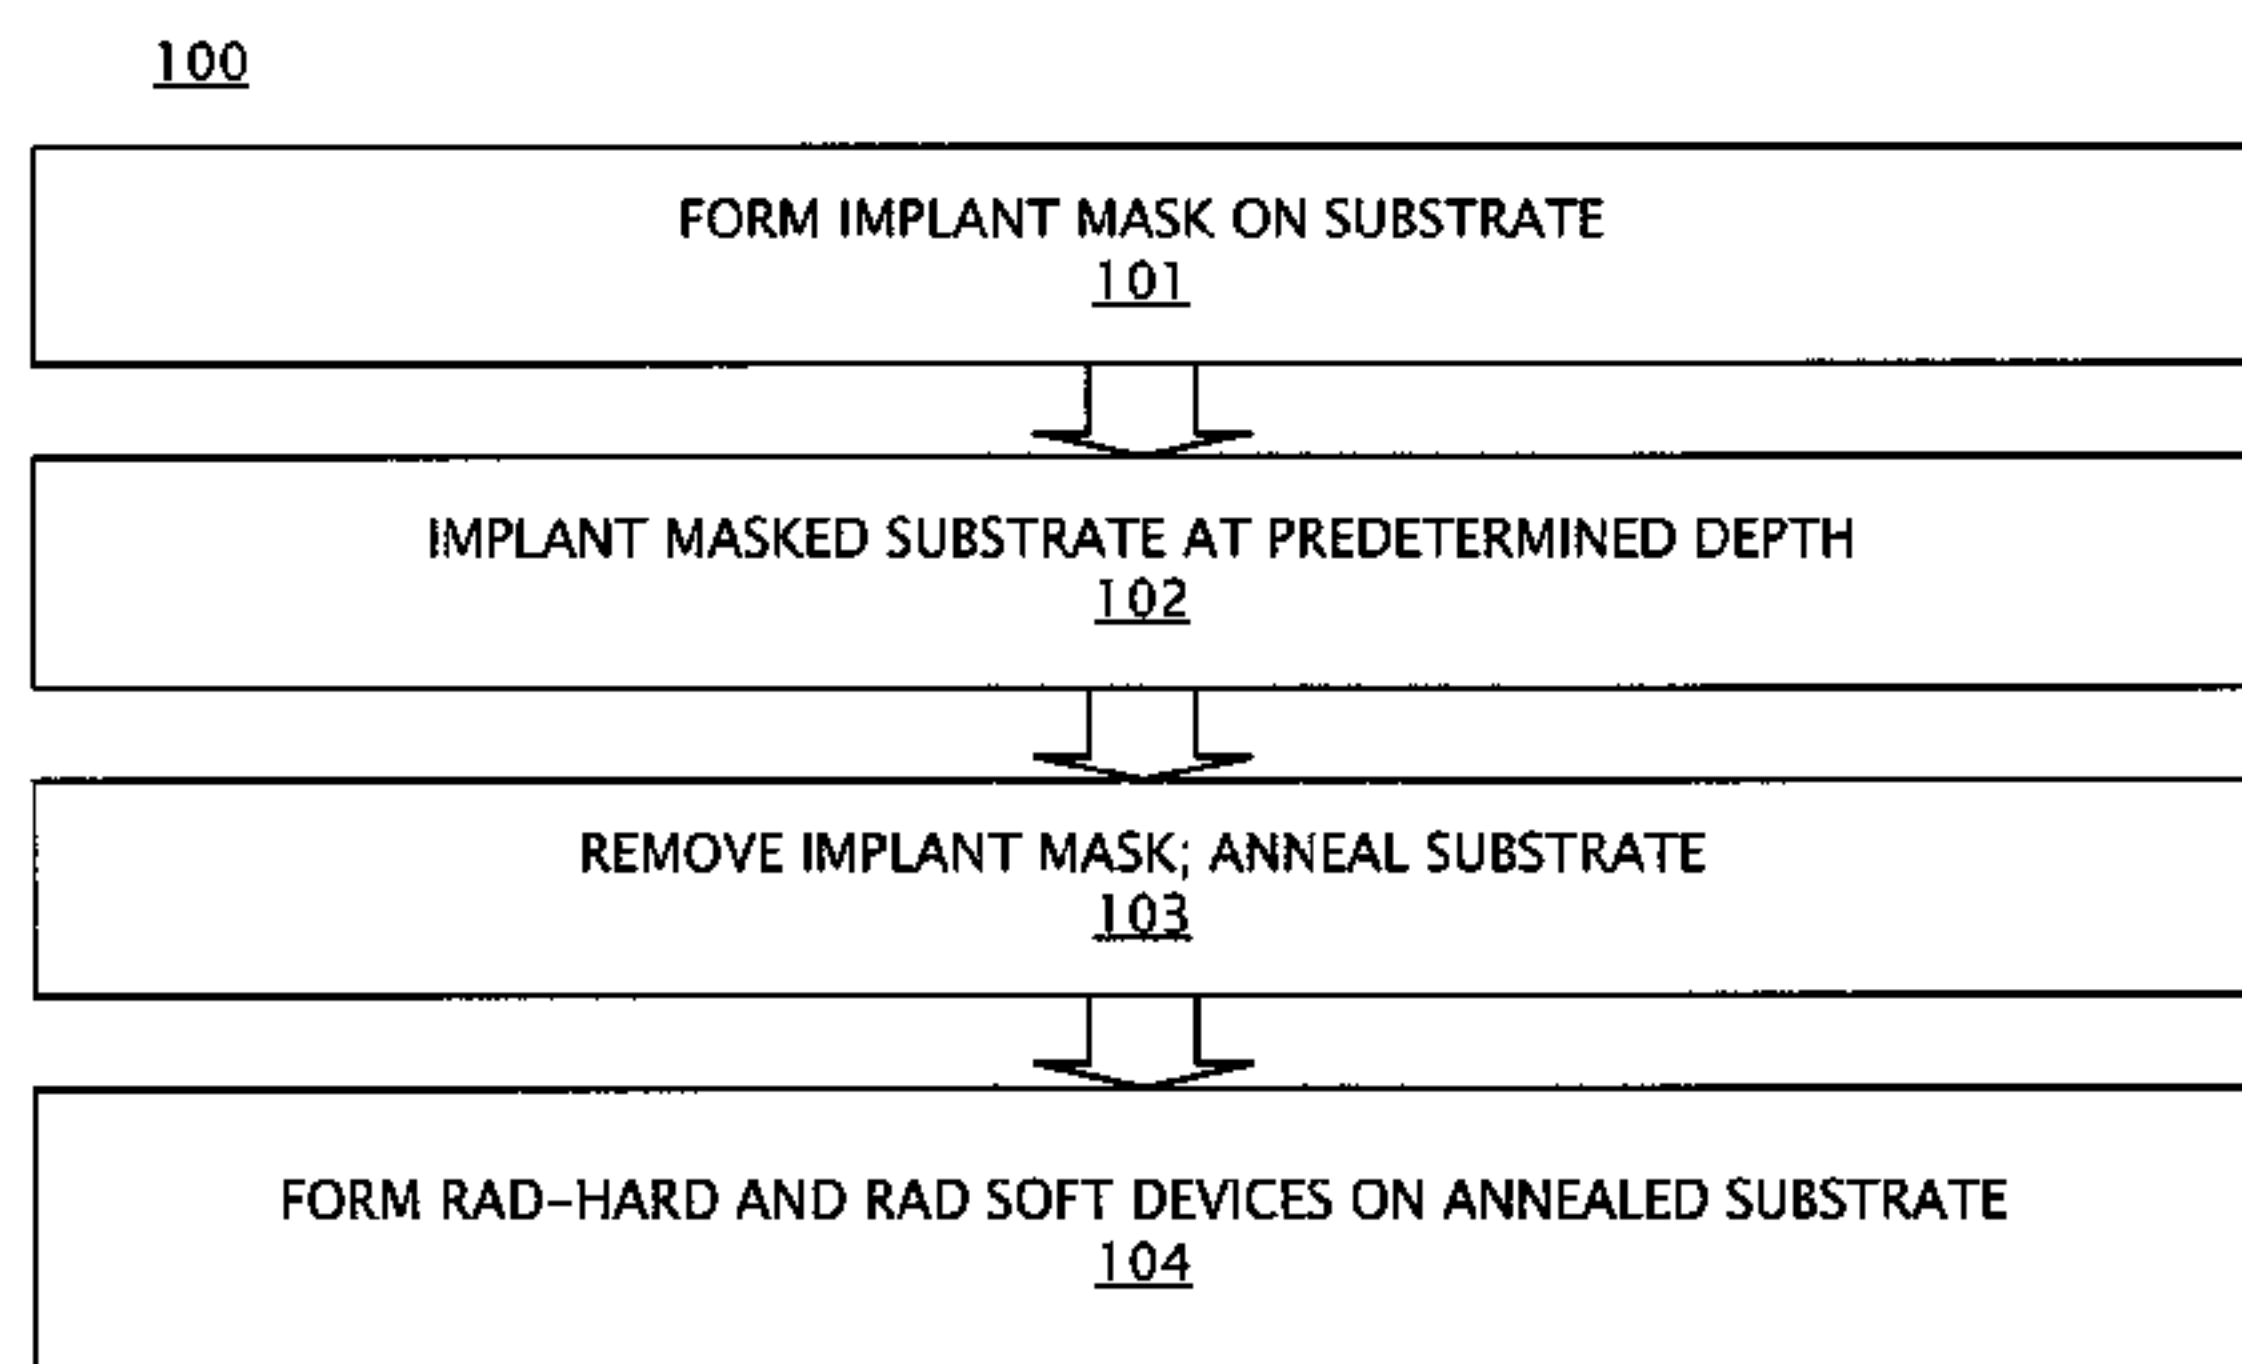 100
FORM IMPLANT MASK ON SUBSTRATE
101
IMPLANT MASKED SUBSTRATE AT PREDETERMINED DEPTH
102
REMOVE IMPLANT MASK; ANNEAL SUBSTRATE
103
FORM RAD-HARD AND RAD SOFT DEVICES ON ANNEALED SUBSTRATE
104